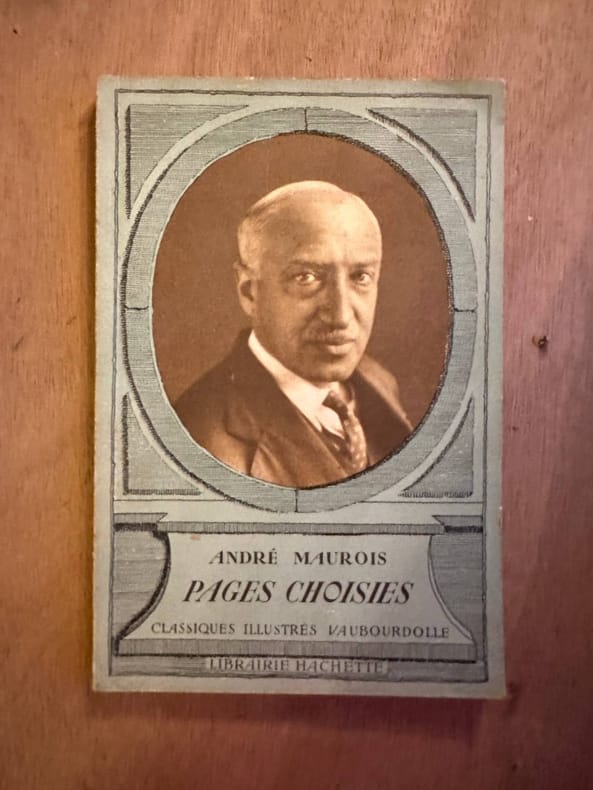 ANDRÉ MAUROIS
PAGES CHOISIES
CLASSIQUES ILLUSTRÉS VAUBOURDOLLE
LIBRAIRIE HACHETTE